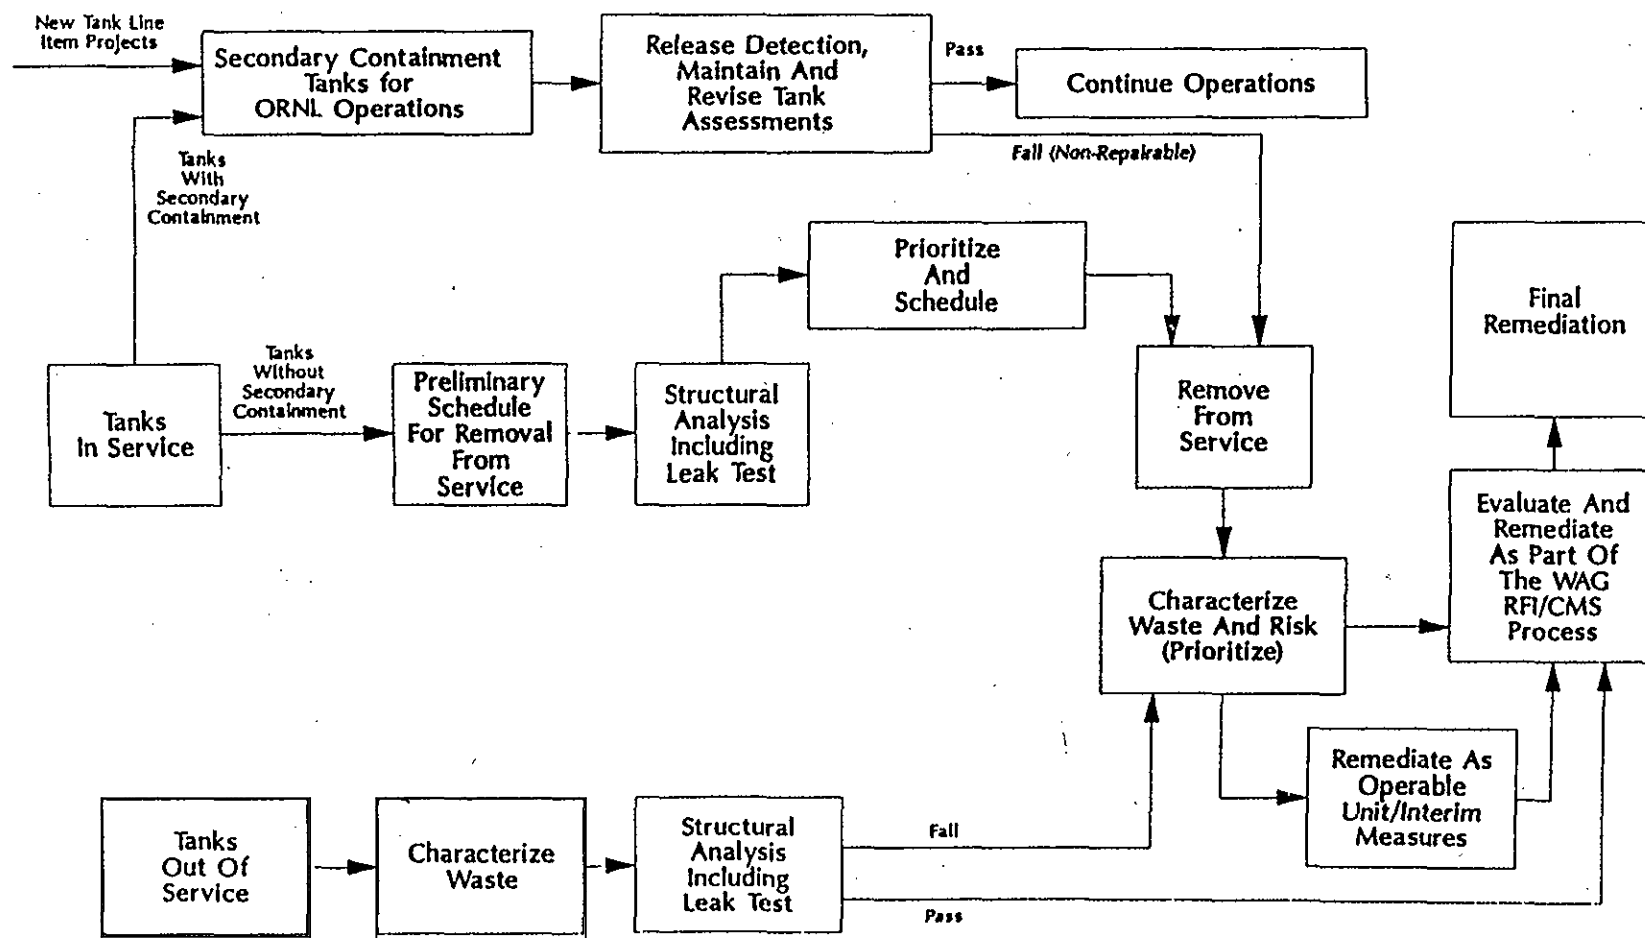 New Tank Line
Item Projects
Secondary Containment
Tanks for
ORNL Operations
Release Detection,
Maintain And
Revise Tank
Assessments
Pass
Continue Operations
Fail (Non-Repairable)
Tanks
With
Secondary
Containment
Prioritize
And
Schedule
Final
Remediation
Tanks
In Service
Tanks
Without
Secondary
Containment
Preliminary
Schedule
For Removal
From
Service
Structural
Analysis
Including
Leak Test
Remove
From
Service
Evaluate And
Remediate
As Part Of
The WAG
RFI/CMS
Process
Characterize
Waste And Risk
(Prioritize)
Remediate As
Operable
Unit/Interim
Measures
Tanks
Out Of
Service
Characterize
Waste
Structural
Analysis
Including
Leak Test
Fail
Pass